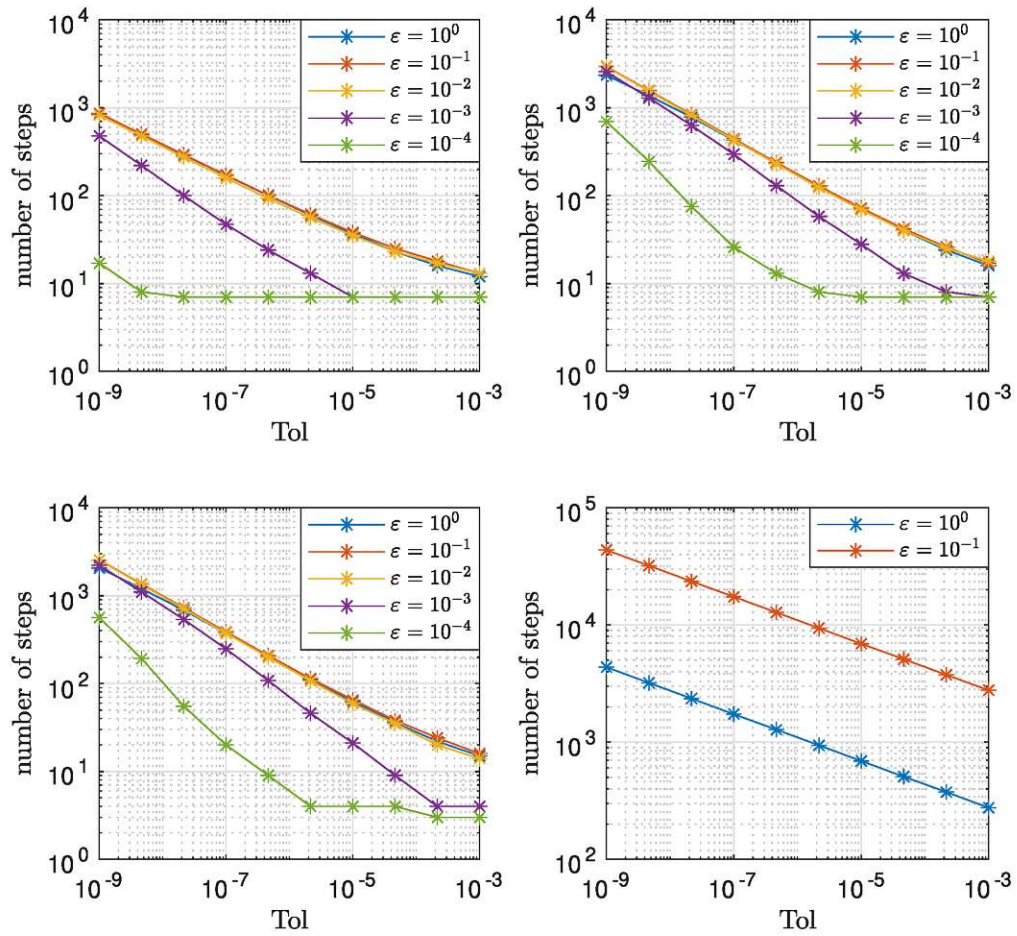 10^4
10^3
10^2
10^1
10^0
number of steps
10^-9
10^-7
10^-5
10^-3
Tol
ε = 10^0
ε = 10^-1
ε = 10^-2
ε = 10^-3
ε = 10^-4
10^4
10^3
10^2
10^1
10^0
number of steps
10^-9
10^-7
10^-5
10^-3
Tol
ε = 10^0
ε = 10^-1
ε = 10^-2
ε = 10^-3
ε = 10^-4
10^4
10^3
10^2
10^1
10^0
number of steps
10^-9
10^-7
10^-5
10^-3
Tol
ε = 10^0
ε = 10^-1
ε = 10^-2
ε = 10^-3
ε = 10^-4
10^5
10^4
10^3
10^2
number of steps
10^-9
10^-7
10^-5
10^-3
Tol
ε = 10^0
ε = 10^-1